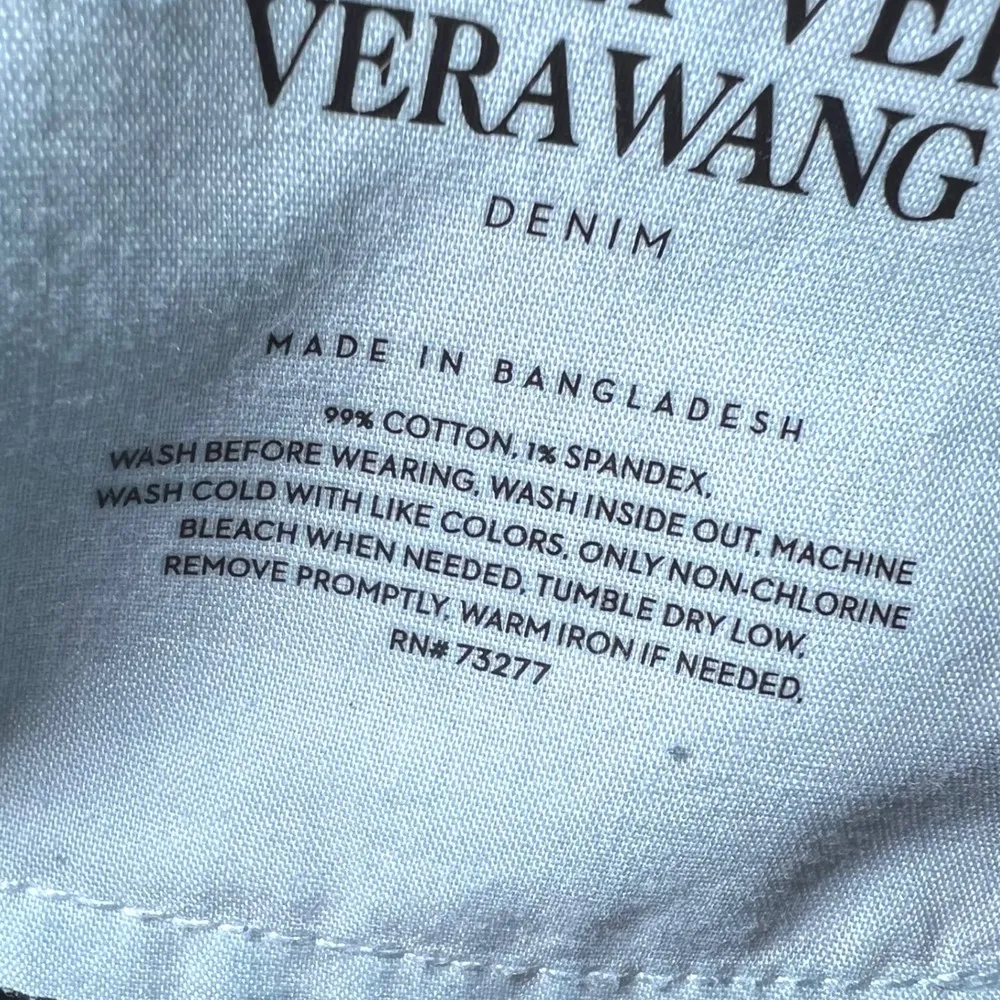 VERA WANG
DENIM
MADE IN BANGLADESH
99% COTTON, 1% SPANDEX,
WASH BEFORE WEARING, WASH INSIDE OUT, MACHINE
WASH COLD WITH LIKE COLORS, ONLY NON-CHLORINE
BLEACH WHEN NEEDED, TUMBLE DRY LOW,
REMOVE PROMPTLY, WARM IRON IF NEEDED,
RN# 73277